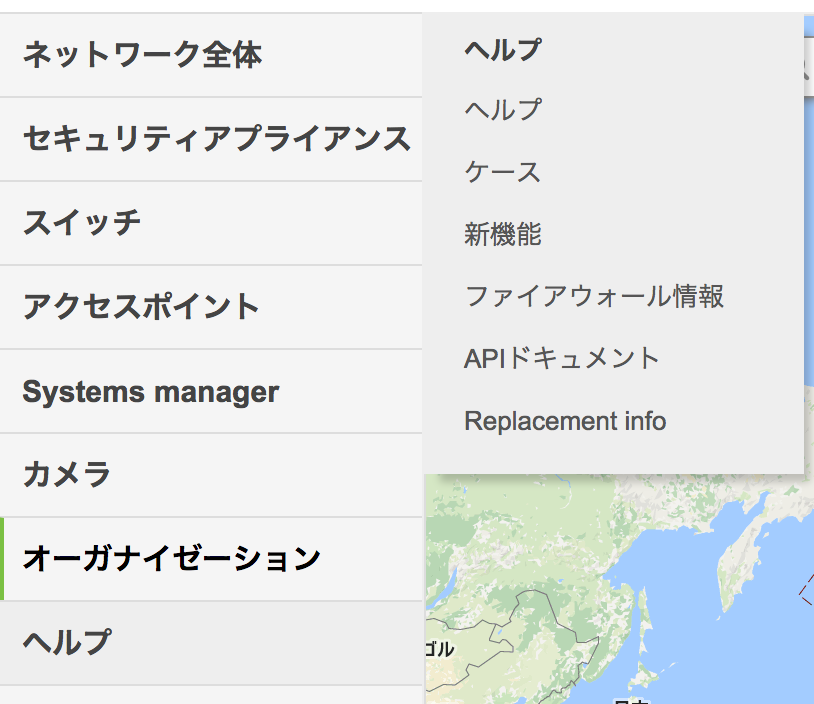 ネットワーク全体
セキュリティアプライアンス
スイッチ
アクセスポイント
Systems manager
カメラ
オーガナイゼーション
ヘルプ
ヘルプ
ヘルプ
ケース
新機能
ファイアウォール情報
APIドキュメント
Replacement info
ゴル